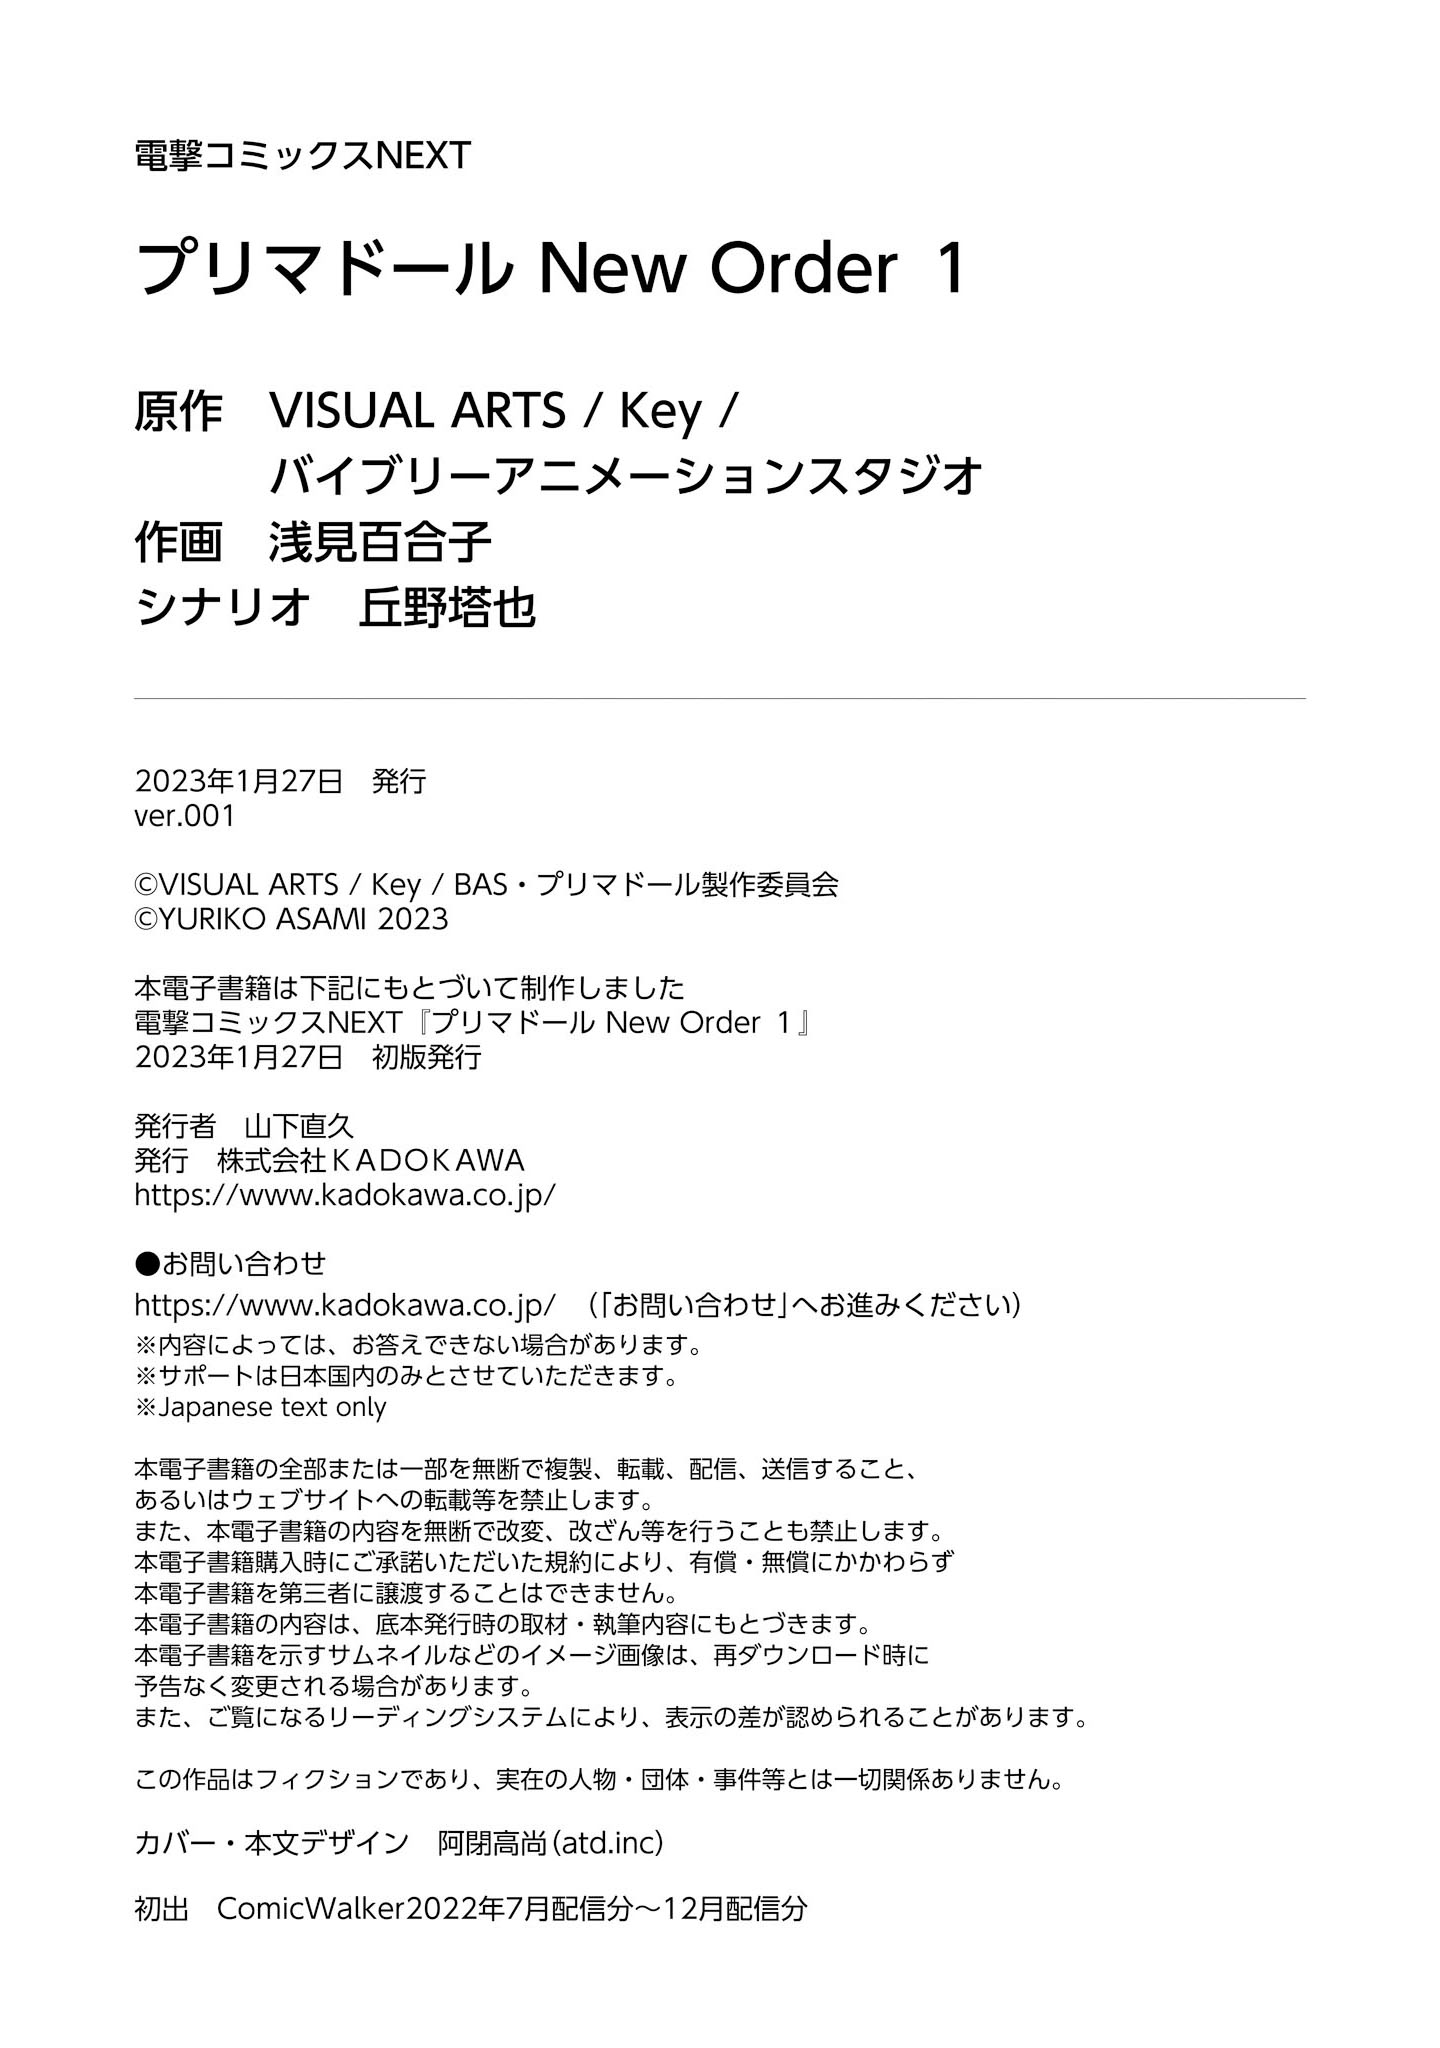 電撃コミックスNEXT
プリマドール New Order 1
原作　VISUAL ARTS / Key /
バイブリーアニメーションスタジオ
作画　浅見百合子
シナリオ　丘野塔也
2023年1月27日　発行
ver.001
©VISUAL ARTS / Key / BAS・プリマドール製作委員会
©YURIKO ASAMI 2023
本電子書籍は下記にもとづいて制作しました
電撃コミックスNEXT『プリマドール New Order 1』
2023年1月27日　初版発行
発行者　山下直久
発行　株式会社ＫＡＤＯＫＡＷＡ
https://www.kadokawa.co.jp/
●お問い合わせ
https://www.kadokawa.co.jp/　（「お問い合わせ」へお進みください）
※内容によっては、お答えできない場合があります。
※サポートは日本国内のみとさせていただきます。
※Japanese text only
本電子書籍の全部または一部を無断で複製、転載、配信、送信すること、
あるいはウェブサイトへの転載等を禁止します。
また、本電子書籍の内容を無断で改変、改ざん等を行うことも禁止します。
本電子書籍購入時にご承諾いただいた規約により、有償・無償にかかわらず
本電子書籍を第三者に譲渡することはできません。
本電子書籍の内容は、底本発行時の取材・執筆内容にもとづきます。
本電子書籍を示すサムネイルなどのイメージ画像は、再ダウンロード時に
予告なく変更される場合があります。
また、ご覧になるリーディングシステムにより、表示の差が認められることがあります。
この作品はフィクションであり、実在の人物・団体・事件等とは一切関係ありません。
カバー・本文デザイン　阿閉高尚（atd.inc）
初出　ComicWalker2022年7月配信分～12月配信分